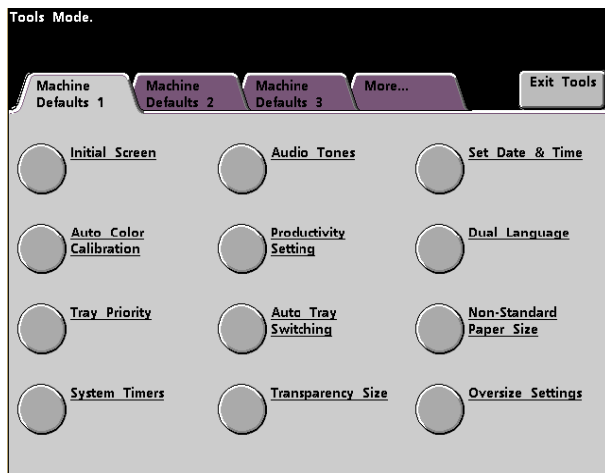 Tools Mode.
Machine
Defaults 1
Machine
Defaults 2
Machine
Defaults 3
More...
Exit Tools
Initial Screen
Audio Tones
Set Date & Time
Auto Color
Calibration
Productivity
Setting
Dual Language
Tray Priority
Auto Tray
Switching
Non-Standard
Paper Size
System Timers
Transparency Size
Oversize Settings